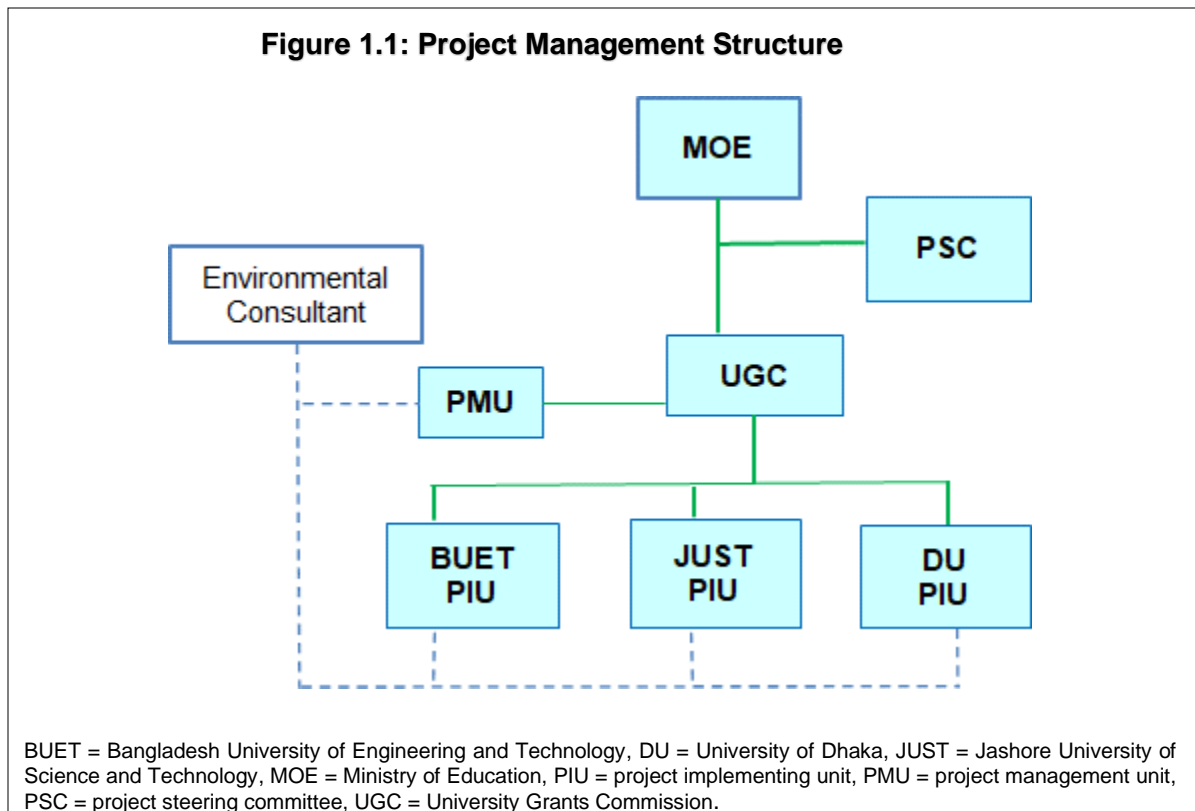 Figure 1.1: Project Management Structure
MOE
PSC
Environmental
Consultant
UGC
PMU
BUET
PIU
JUST
PIU
DU
PIU
BUET = Bangladesh University of Engineering and Technology, DU = University of Dhaka, JUST = Jashore University of
Science and Technology, MOE = Ministry of Education, PIU = project implementing unit, PMU = project management unit,
PSC = project steering committee, UGC = University Grants Commission.